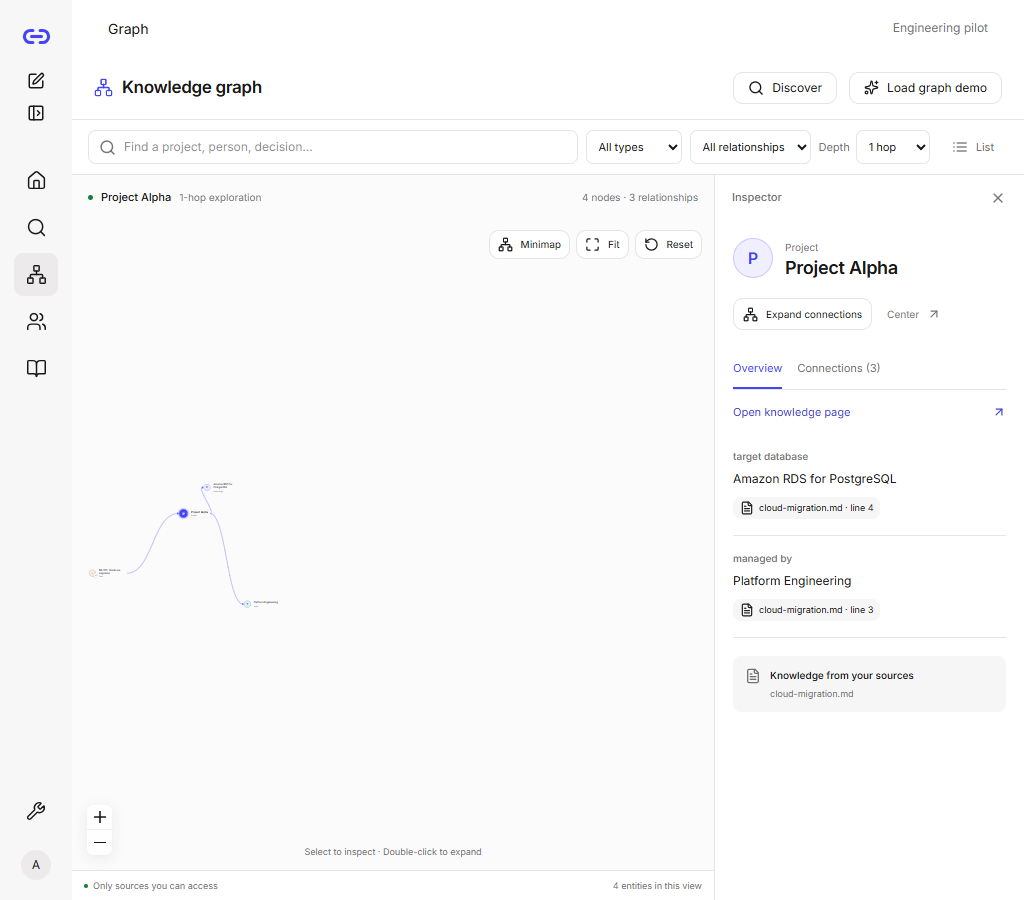 Graph
Engineering pilot
Knowledge graph
Discover
Load graph demo
Find a project, person, decision...
All types
All relationships
Depth
1 hop
List
Project Alpha 1-hop exploration
4 nodes · 3 relationships
Minimap
Fit
Reset
Project Alpha
Platform Engineering
Select to inspect · Double-click to expand
Only sources you can access
4 entities in this view
Inspector
P
Project
Project Alpha
Expand connections
Center
Overview
Connections (3)
Open knowledge page
target database
Amazon RDS for PostgreSQL
cloud-migration.md · line 4
managed by
Platform Engineering
cloud-migration.md · line 3
Knowledge from your sources
cloud-migration.md
A